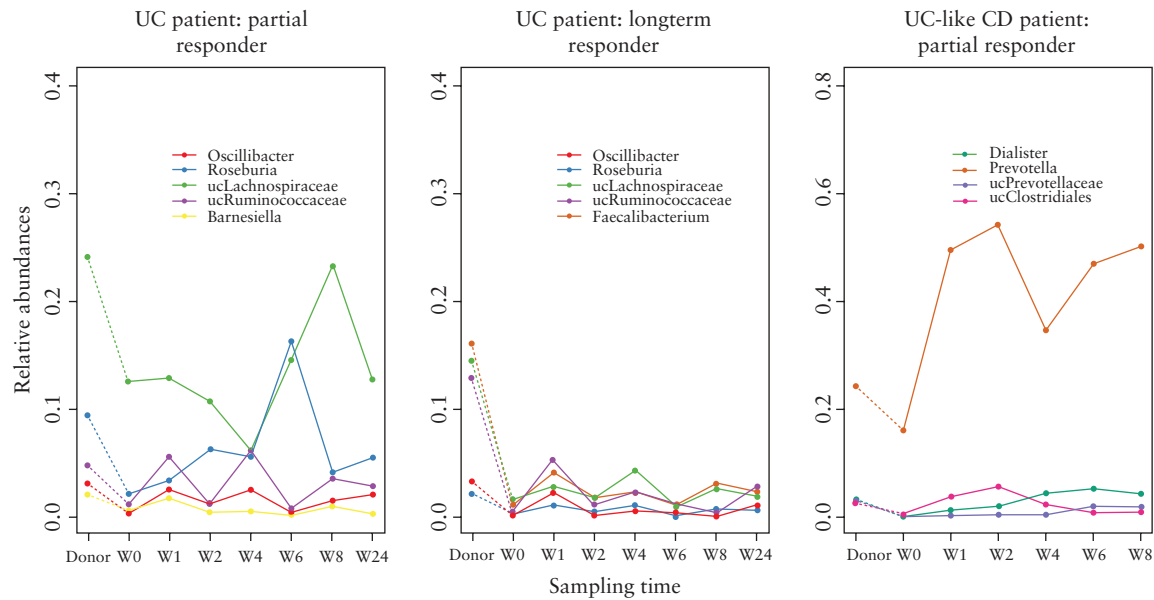 UC patient: partial
responder
UC patient: longterm
responder
UC-like CD patient:
partial responder
Relative abundances
0.4
0.3
0.2
0.1
0.0
Oscillibacter
Roseburia
ucLachnospiraceae
ucRuminococcaceae
Barnesiella
Donor W0 W1 W2 W4 W6 W8 W24
0.4
0.3
0.2
0.1
0.0
Oscillibacter
Roseburia
ucLachnospiraceae
ucRuminococcaceae
Faecalibacterium
Donor W0 W1 W2 W4 W6 W8 W24
0.8
0.6
0.4
0.2
0.0
Dialister
Prevotella
ucPrevotellaceae
ucClostridiales
Donor W0 W1 W2 W4 W6 W8
Sampling time